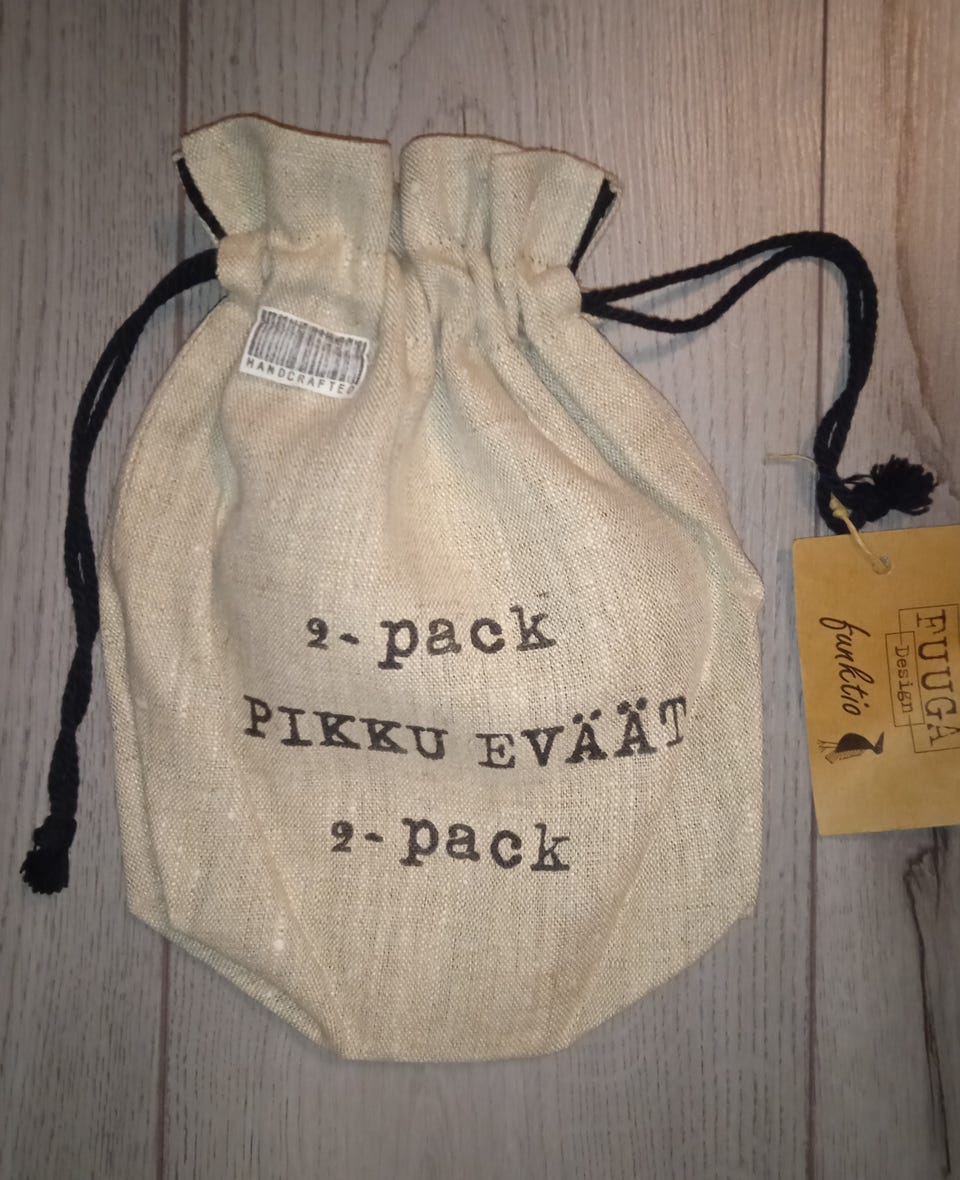 HANDCRAFTED
2-pack
PIKKU EVÄÄT
2-pack
FUUGA
Design
funktio